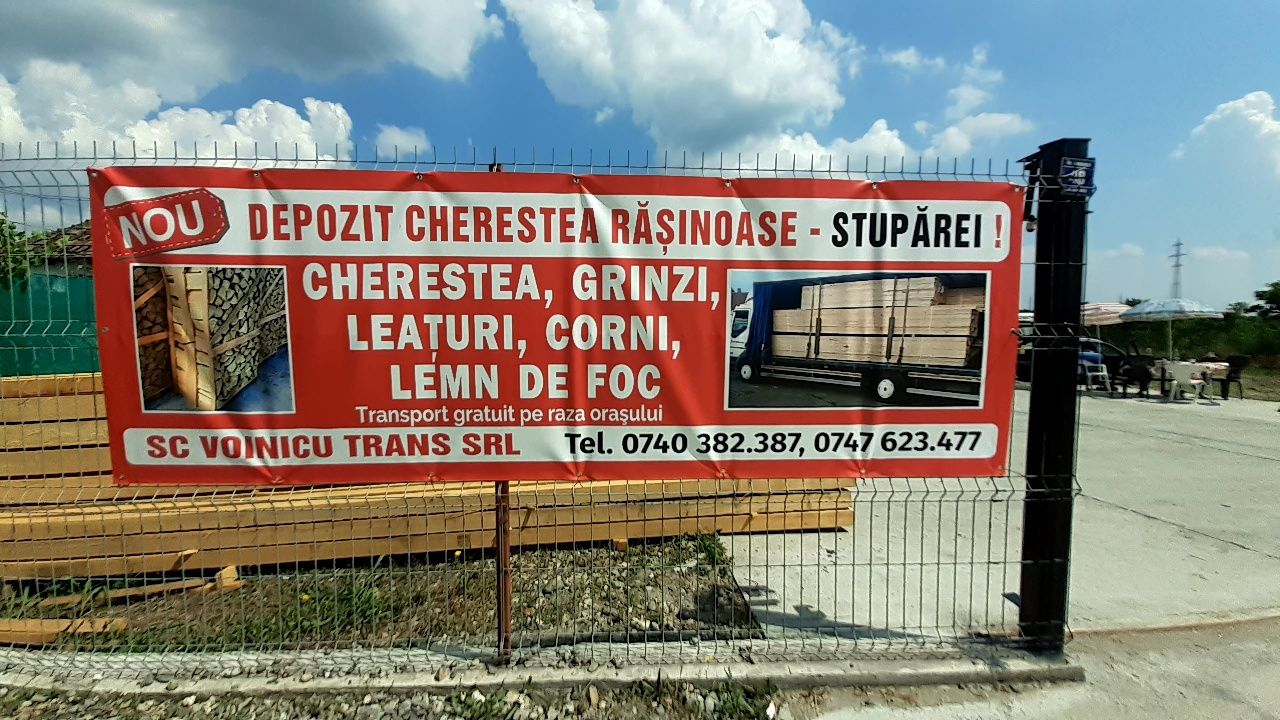 NOU
DEPOZIT CHERESTEA RĂȘINOASE - STUPĂREI !
CHERESTEA, GRINZI,
LEAȚURI, CORNI,
LEMN DE FOC
Transport gratuit pe raza orașului
SC VOINICU TRANS SRL Tel. 0740 382.387, 0747 623.477